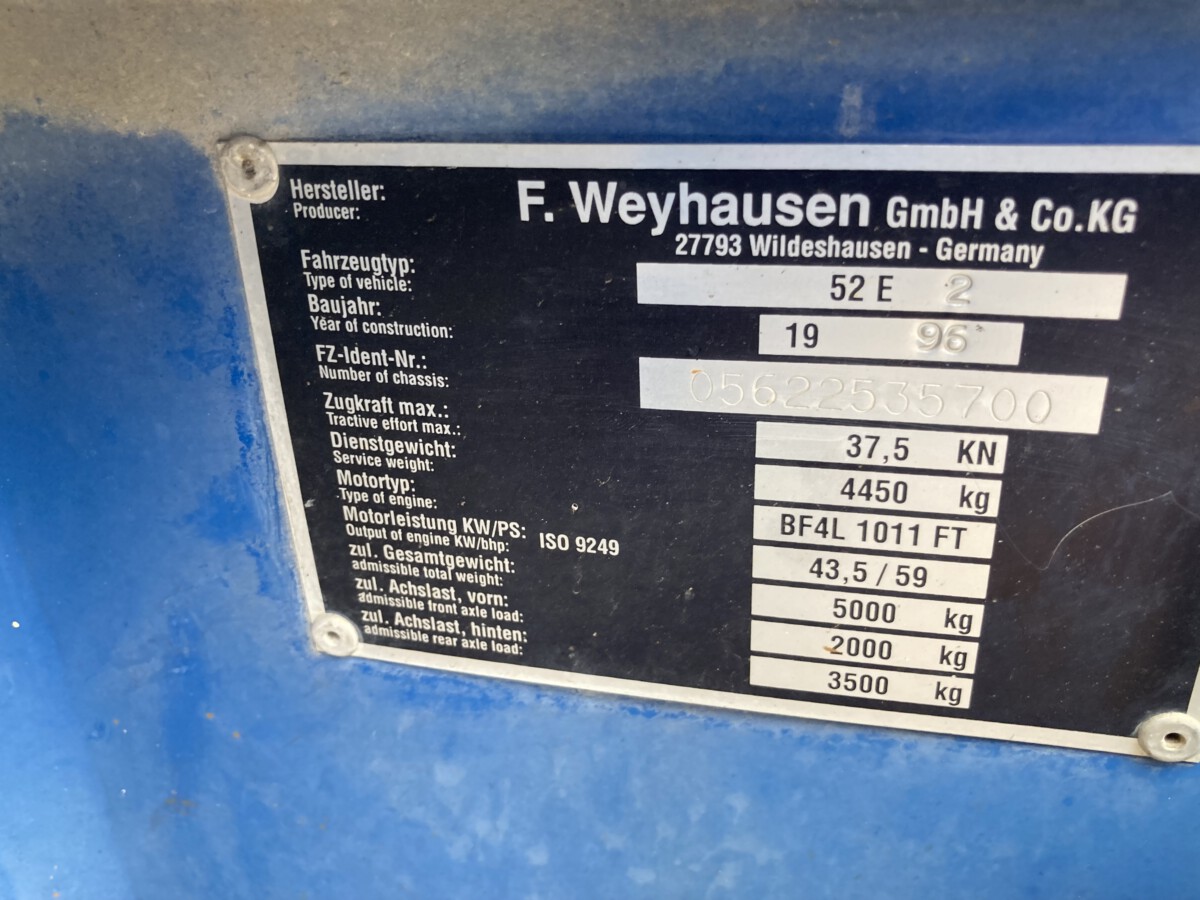 Hersteller:
Producer:
F. Weyhausen GmbH & Co.KG
27793 Wildeshausen - Germany
Fahrzeugtyp:
Type of vehicle:
52 E 2
Baujahr:
Year of construction:
19 96
FZ-Ident-Nr.:
Number of chassis:
05622535700
Zugkraft max.:
Tractive effort max.:
37,5 KN
Dienstgewicht:
Service weight:
4450 kg
Motortyp:
Type of engine:
BF4L 1011 FT
Motorleistung KW/PS:
Output of engine KW/bhp:
ISO 9249
43,5 / 59
zul. Gesamtgewicht:
admissible total weight:
5000 kg
zul. Achslast, vorn:
admissible front axle load:
2000 kg
zul. Achslast, hinten:
admissible rear axle load:
3500 kg